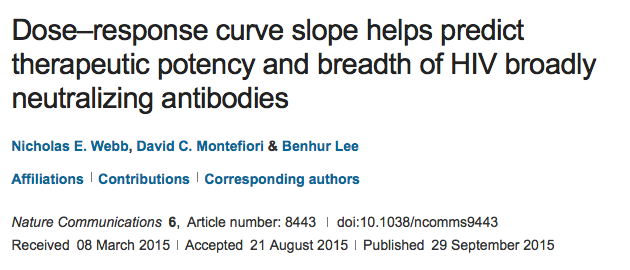 Dose–response curve slope helps predict
therapeutic potency and breadth of HIV broadly
neutralizing antibodies
Nicholas E. Webb, David C. Montefiori & Benhur Lee
Affiliations | Contributions | Corresponding authors
Nature Communications 6, Article number: 8443 | doi:10.1038/ncomms9443
Received 08 March 2015 | Accepted 21 August 2015 | Published 29 September 2015